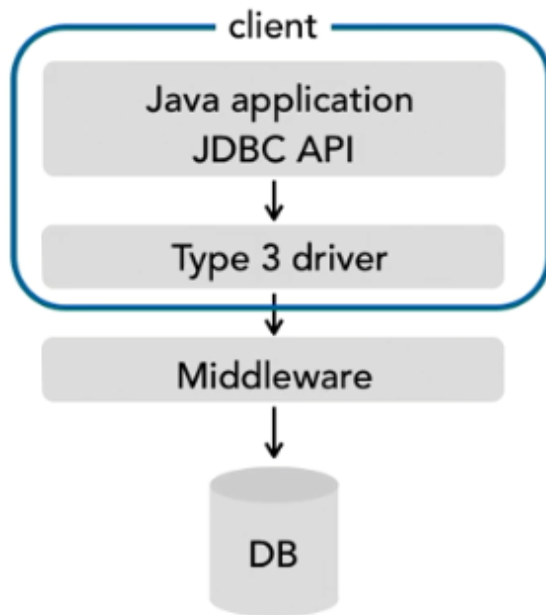 client
Java application
JDBC API
Type 3 driver
Middleware
DB